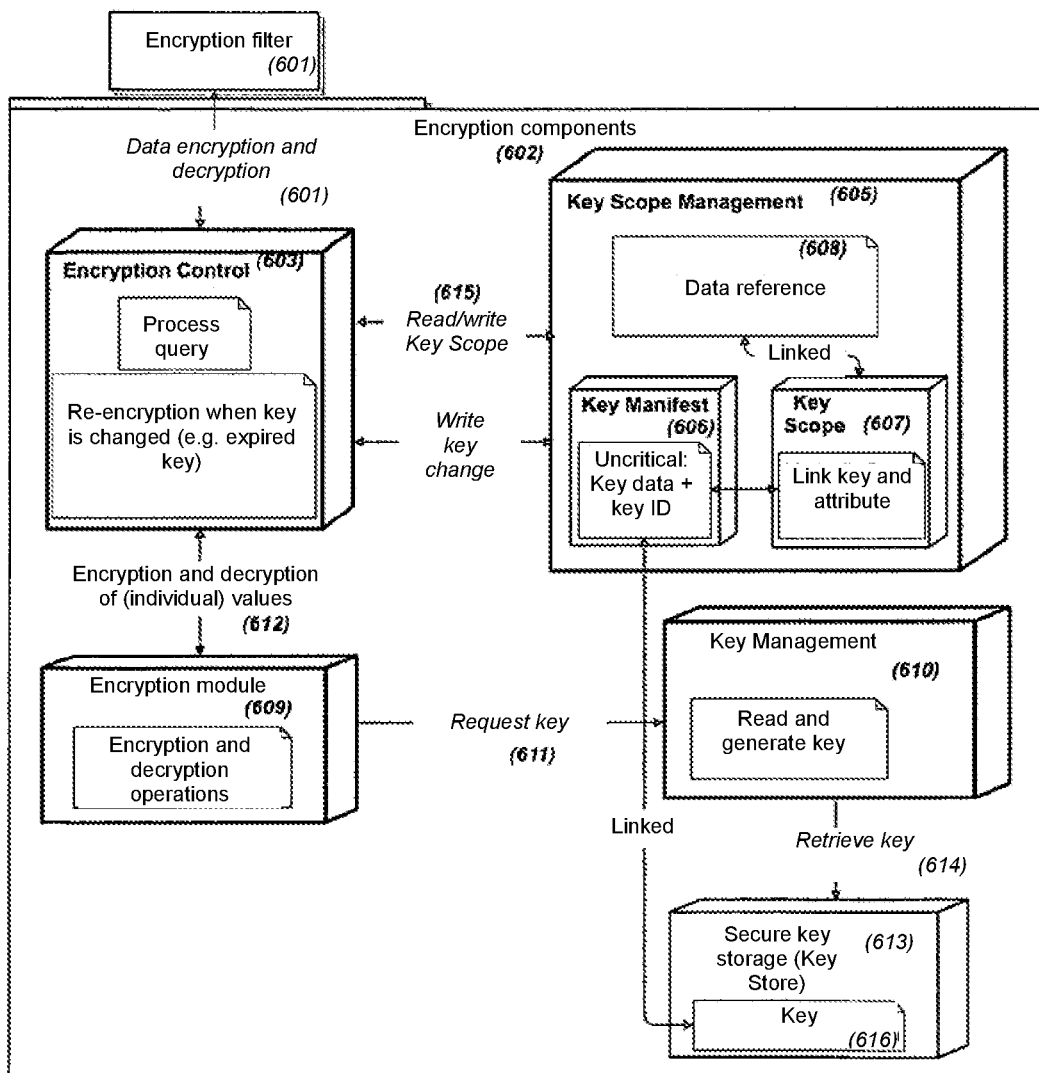 Encryption filter
(601)
Encryption components
(602)
Data encryption and
decryption
(601)
Key Scope Management
(605)
(608)
Data reference
Encryption Control
(603)
Process
query
Re-encryption when key
is changed (e.g. expired
key)
(615)
Read/write
Key Scope
Linked
Key Manifest
(606)
Uncritical:
Key data +
key ID
Key
Scope
(607)
Link key and
attribute
Write
key
change
Encryption and decryption
of (individual) values
(612)
Encryption module
(609)
Encryption and
decryption
operations
Request key
(611)
Key Management
(610)
Read and
generate key
Linked
Retrieve key
(614)
Secure key
storage (Key
Store)
(613)
Key
(616)